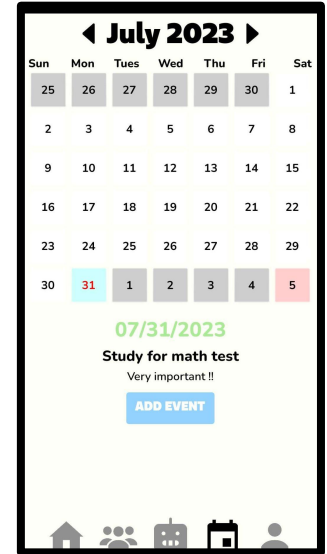 July 2023
Sun Mon Tues Wed Thu Fri Sat
25 26 27 28 29 30 1
2 3 4 5 6 7 8
9 10 11 12 13 14 15
16 17 18 19 20 21 22
23 24 25 26 27 28 29
30 31 1 2 3 4 5
07/31/2023
Study for math test
Very important !!
ADD EVENT